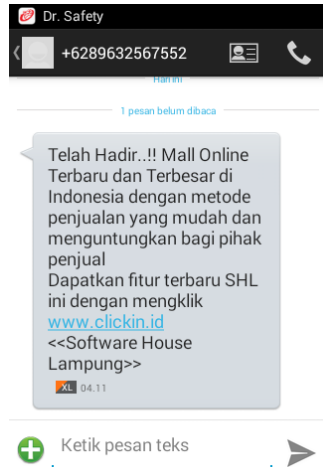 Dr. Safety
+6289632567552
Hari ini
1 pesan belum dibaca
Telah Hadir..!! Mall Online
Terbaru dan Terbesar di
Indonesia dengan metode
penjualan yang mudah dan
menguntungkan bagi pihak
penjual
Dapatkan fitur terbaru SHL
ini dengan mengklik
www.clickin.id
<<Software House
Lampung>>
XL 04.11
Ketik pesan teks